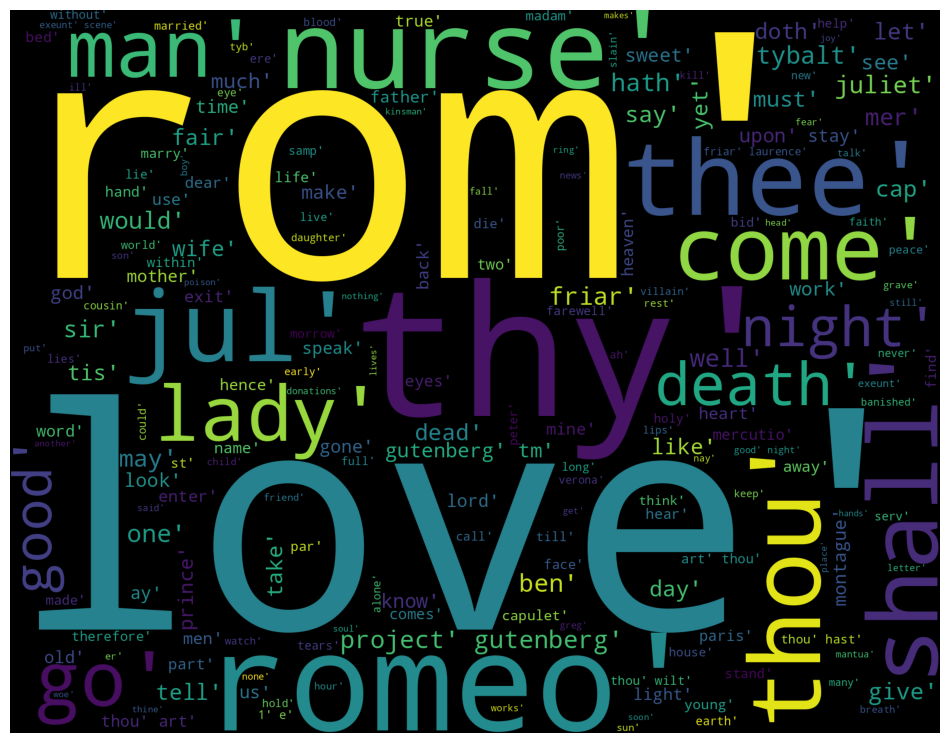 without'
married'
blood'
true'
madam'
makes'
exeunt' scene'
tyb'
ere'
doth'
help'
let'
bed'
man'
nurse'
slain'
joy'
sweet'
tybalt'
see'
ill'
much'
kill'
new'
eye'
father'
hath'
must'
juliet'
time'
kinsman'
say'
yet'
fear'
mer'
rom'
fair'
upon'
stay'
marry'
boy'
samp'
ring'
friar' laurence'
talk'
lie'
thee'
dear'
life'
news'
hand'
make'
fall'
cap'
use'
would'
live'
die'
poor'
bid'
head'
faith'
world'
wife'
daughter'
heaven'
come'
peace'
son'
within'
back'
two'
mother'
poison'
god'
exit'
nothing'
friar'
villain'
work'
grave'
cousin'
rest'
still'
jul'
thy'
farewell'
night'
sir'
morrow'
put'
speak'
ah'
well'
never'
lies'
tis'
early'
lives'
eyes'
death'
exeunt'
find'
hence'
donations'
lady'
banished'
could'
name'
peter'
holy'
heart'
word'
dead'
mine'
lips'
mercutio'
another'
st'
gone'
gutenberg' tm'
like'
good' night'
may'
child'
full'
nay'
good'
look'
long'
away'
said'
enter'
verona'
think'
keep'
love'
friend'
lord'
get'
hear'
thou'
hands'
serv'
shall'
one'
take'
par'
call'
till'
art' thou'
place'
montague'
face'
letter'
prince'
alone'
ben'
day'
made'
ay'
know'
comes'
capulet'
greg'
therefore'
men'
watch'
soul'
tears'
project' gutenberg'
house'
paris'
thou' hast'
old'
er'
go'
part'
romeo'
stand'
mantua'
woe'
tell'
none'
us'
hour'
thou' wilt'
light'
many'
give'
thine'
hold'
works'
young'
soon'
breath'
thou' art'
1' e'
sun'
earth'